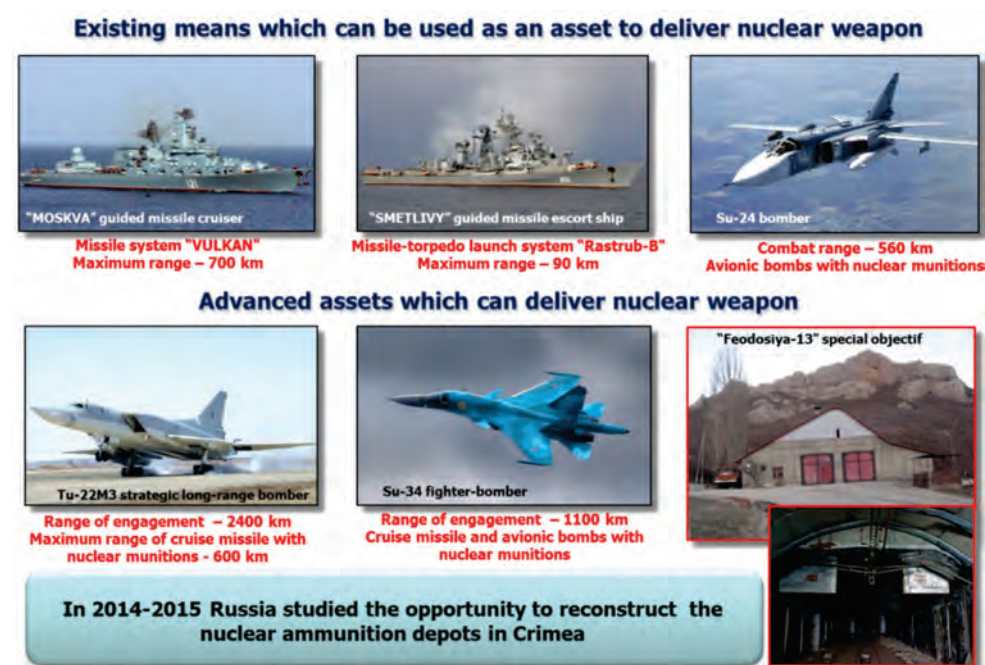 Existing means which can be used as an asset to deliver nuclear weapon
"MOSKVA" guided missile cruiser
Missile system "VULKAN"
Maximum range – 700 km
"SMETLIVY" guided missile escort ship
Missile-torpedo launch system "Rastrub-B"
Maximum range – 90 km
Su-24 bomber
Combat range – 560 km
Avionic bombs with nuclear munitions
Advanced assets which can deliver nuclear weapon
Tu-22M3 strategic long-range bomber
Range of engagement – 2400 km
Maximum range of cruise missile with
nuclear munitions - 600 km
Su-34 fighter-bomber
Range of engagement – 1100 km
Cruise missile and avionic bombs with
nuclear munitions
"Feodosiya-13" special objectif
In 2014-2015 Russia studied the opportunity to reconstruct the
nuclear ammunition depots in Crimea